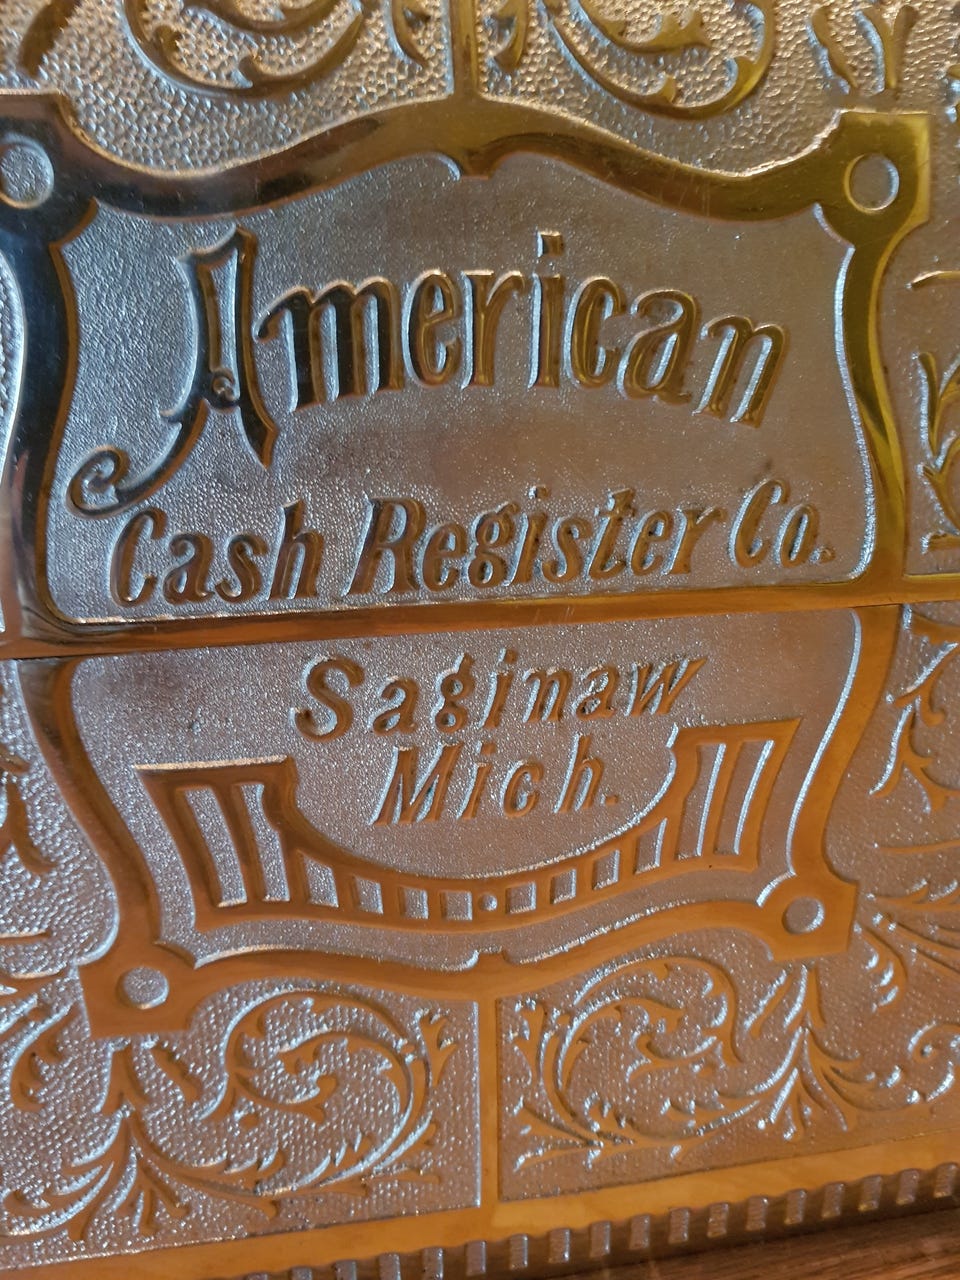 American
Cash Register Co.
Saginaw
Mich.